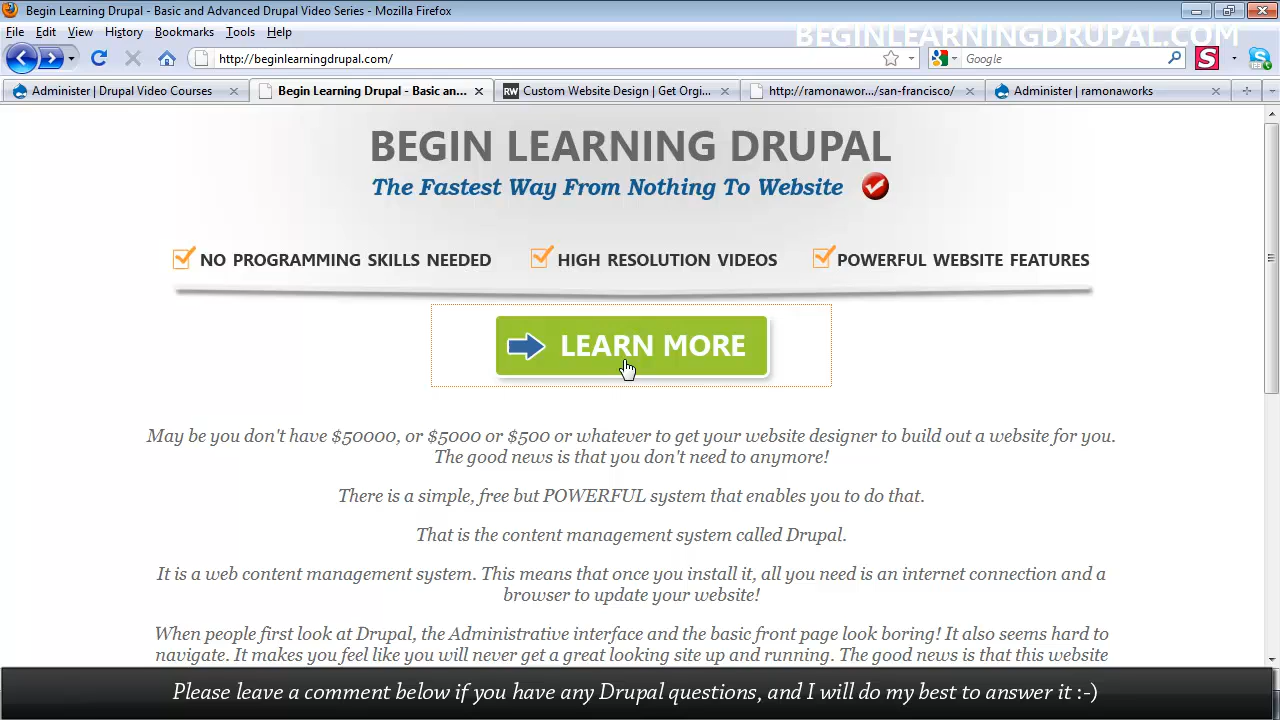 Begin Learning Drupal - Basic and Advanced Drupal Video Series - Mozilla Firefox
File Edit View History Bookmarks Tools Help
BEGINLEARNINGDRUPAL.COM
http://beginlearningdrupal.com/
Google
S
Administer | Drupal Video Courses
Begin Learning Drupal - Basic an...
RW Custom Website Design | Get Orgi...
http://ramonawor.../san-francisco/
Administer | ramonaworks
BEGIN LEARNING DRUPAL
The Fastest Way From Nothing To Website
NO PROGRAMMING SKILLS NEEDED
HIGH RESOLUTION VIDEOS
POWERFUL WEBSITE FEATURES
LEARN MORE
May be you don't have $50000, or $5000 or $500 or whatever to get your website designer to build out a website for you.
The good news is that you don't need to anymore!
There is a simple, free but POWERFUL system that enables you to do that.
That is the content management system called Drupal.
It is a web content management system. This means that once you install it, all you need is an internet connection and a
browser to update your website!
When people first look at Drupal, the Administrative interface and the basic front page look boring! It also seems hard to
navigate. It makes you feel like you will never get a great looking site up and running. The good news is that this website
Please leave a comment below if you have any Drupal questions, and I will do my best to answer it :-)